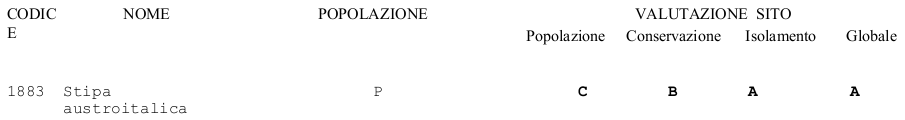 CODIC NOME POPOLAZIONE VALUTAZIONE SITO
E Popolazione Conservazione Isolamento Globale
1883 Stipa P C B A A
austroitalica